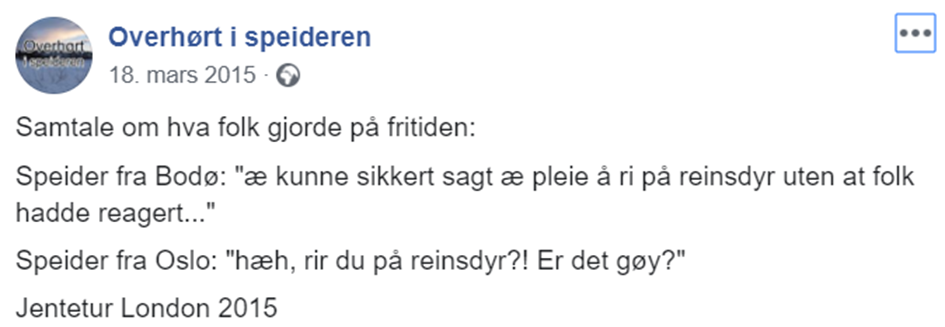 Overhørt
i speideren
Overhørt i speideren
18. mars 2015 ·
Samtale om hva folk gjorde på fritiden:
Speider fra Bodø: "æ kunne sikkert sagt æ pleie å ri på reinsdyr uten at folk
hadde reagert..."
Speider fra Oslo: "hæh, rir du på reinsdyr?! Er det gøy?"
Jentetur London 2015